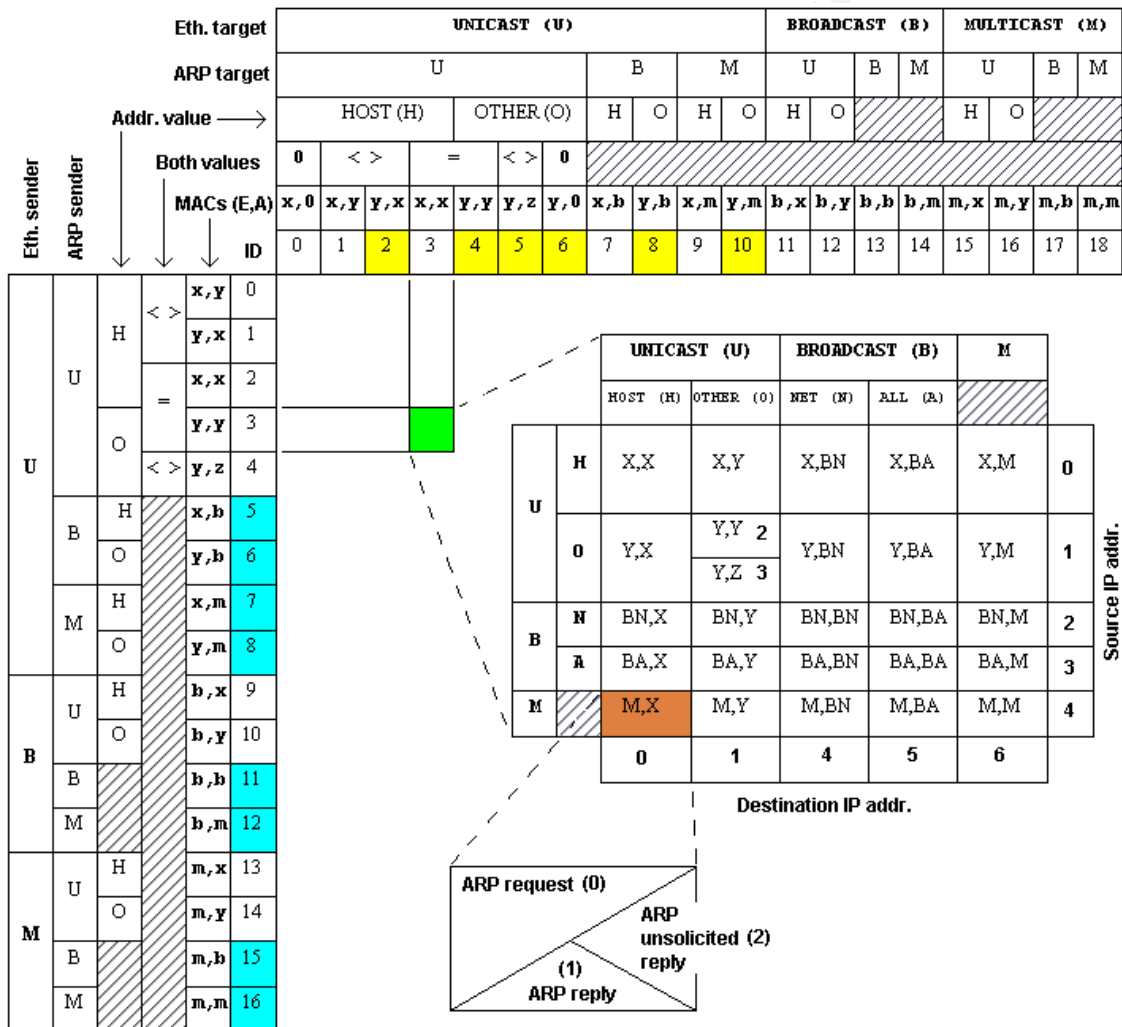 Eth. target UNICAST (U) BROADCAST (B) MULTICAST (M)
ARP target U B M U B M U B M
Addr. value HOST (H) OTHER (O) H O H O H O H O
Both values 0 < > = < > 0
MACs (E,A) x,0 x,y y,x x,x y,y y,z y,0 x,b y,b x,m y,m b,x b,y b,b b,m m,x m,y m,b m,m
Eth. sender ARP sender ID 0 1 2 3 4 5 6 7 8 9 10 11 12 13 14 15 16 17 18
U U H < > x,y 0
y,x 1
= x,x 2
O y,y 3
< > y,z 4
B H x,b 5
O y,b 6
M H x,m 7
O y,m 8
B U H b,x 9
O b,y 10
B b,b 11
M b,m 12
M U H m,x 13
O m,y 14
B m,b 15
M m,m 16
UNICAST (U) BROADCAST (B) M
HOST (H) OTHER (O) NET (N) ALL (A)
U H X,X X,Y X,BN X,BA X,M 0
O Y,X Y,Y 2 Y,BN Y,BA Y,M 1
Y,Z 3
B N BN,X BN,Y BN,BN BN,BA BN,M 2
A BA,X BA,Y BA,BN BA,BA BA,M 3
M M,X M,Y M,BN M,BA M,M 4
0 1 4 5 6
Source IP addr.
Destination IP addr.
ARP request (0)
ARP
unsolicited (2)
reply
(1)
ARP reply